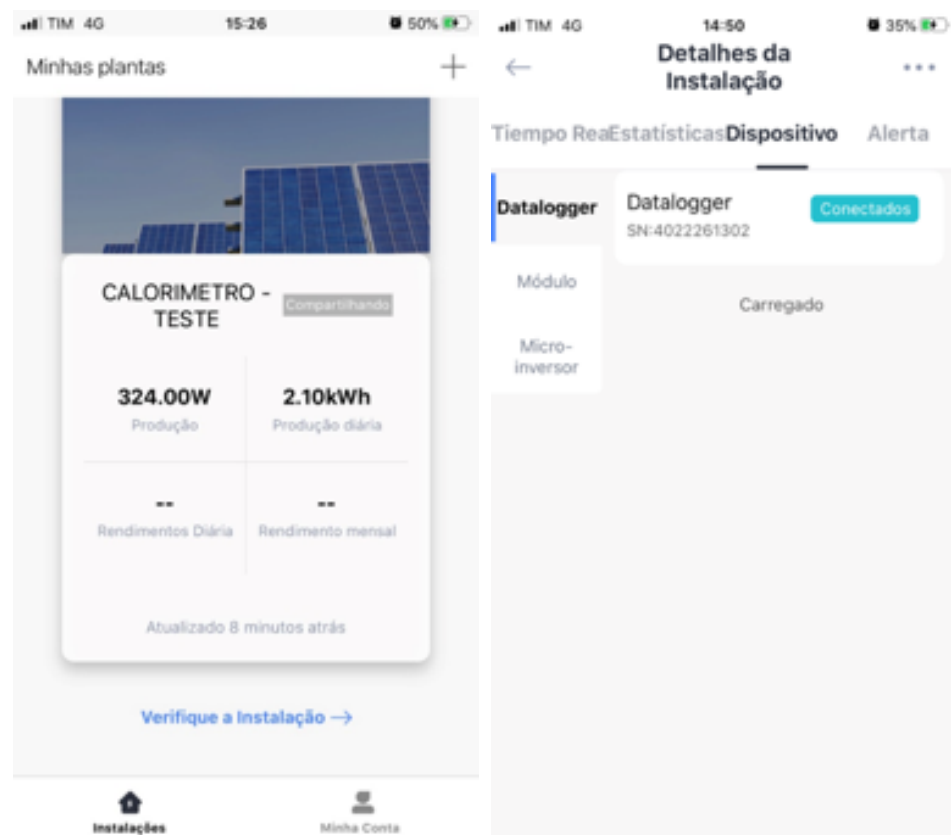 TIM 4G 15:26 50%
Minhas plantas
CALORIMETRO -
TESTE
Compartilhando
324.00W 2.10kWh
Produção Produção diária
-- --
Rendimentos Diária Rendimento mensal
Atualizado 8 minutos atrás
Verifique a Instalação →
Instalações Minha Conta
TIM 4G 14:50 35%
Detalhes da
Instalação
Tiempo Rea Estatísticas Dispositivo Alerta
Datalogger
Módulo
Micro-
inversor
Datalogger Conectados
SN:4022261302
Carregado